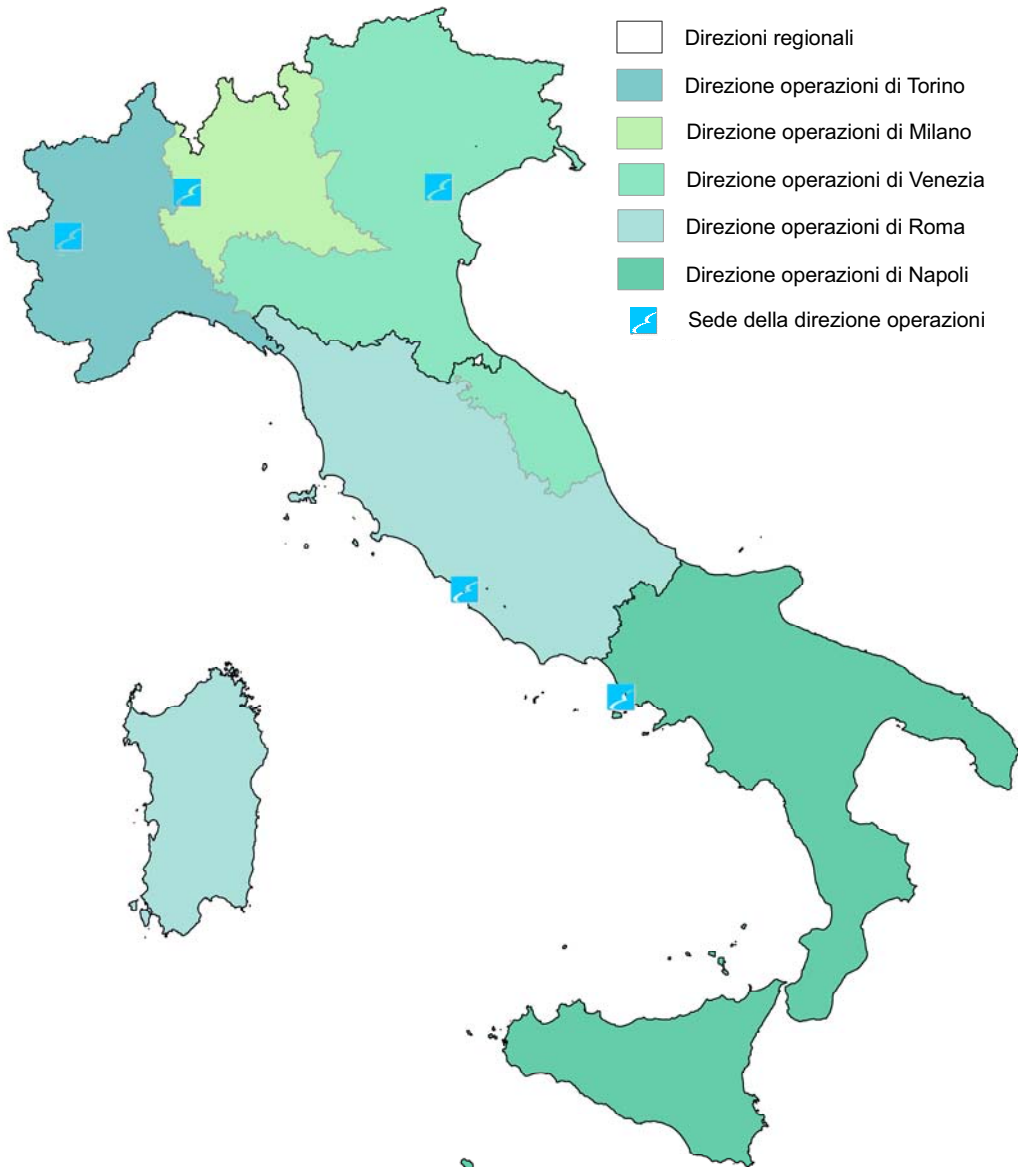 Direzioni regionali
Direzione operazioni di Torino
Direzione operazioni di Milano
Direzione operazioni di Venezia
Direzione operazioni di Roma
Direzione operazioni di Napoli
Sede della direzione operazioni